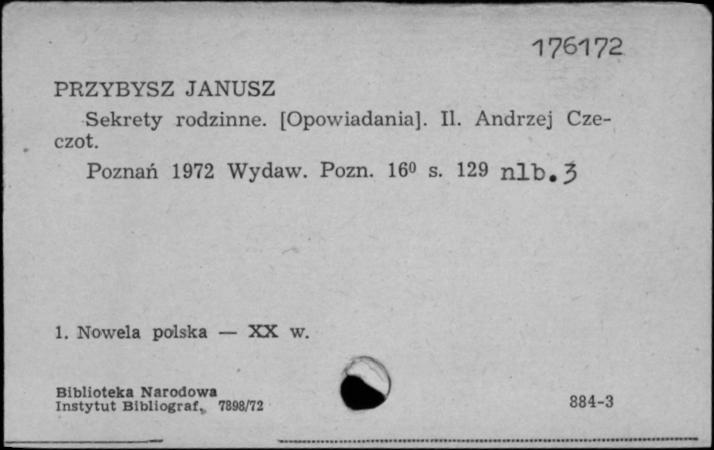 176172
PRZYBYSZ JANUSZ
Sekrety rodzinne. [Opowiadania]. Il. Andrzej Cze-
czot.
Poznań 1972 Wydaw. Pozn. 16⁰ s. 129 nlb. 3
1. Nowela polska — XX w.
Biblioteka Narodowa
Instytut Bibliograf. 7898/72
884-3